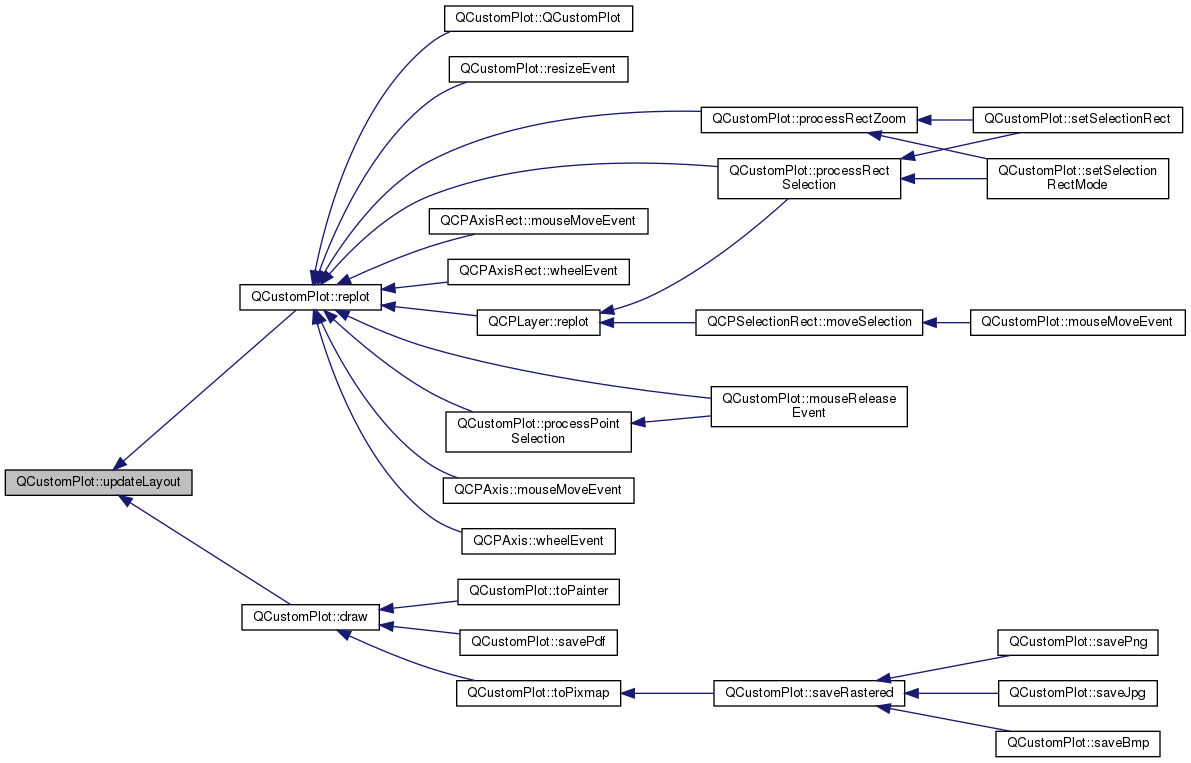 QCustomPlot::QCustomPlot
QCustomPlot::resizeEvent
QCustomPlot::processRectZoom
QCustomPlot::setSelectionRect
QCustomPlot::processRect
Selection
QCustomPlot::setSelection
RectMode
QCPAxisRect::mouseMoveEvent
QCPAxisRect::wheelEvent
QCustomPlot::replot
QCPLayer::replot
QCPSelectionRect::moveSelection
QCustomPlot::mouseMoveEvent
QCustomPlot::mouseRelease
Event
QCustomPlot::processPoint
Selection
QCustomPlot::updateLayout
QCPAxis::mouseMoveEvent
QCPAxis::wheelEvent
QCustomPlot::toPainter
QCustomPlot::draw
QCustomPlot::savePdf
QCustomPlot::savePng
QCustomPlot::toPixmap
QCustomPlot::saveRastered
QCustomPlot::saveJpg
QCustomPlot::saveBmp